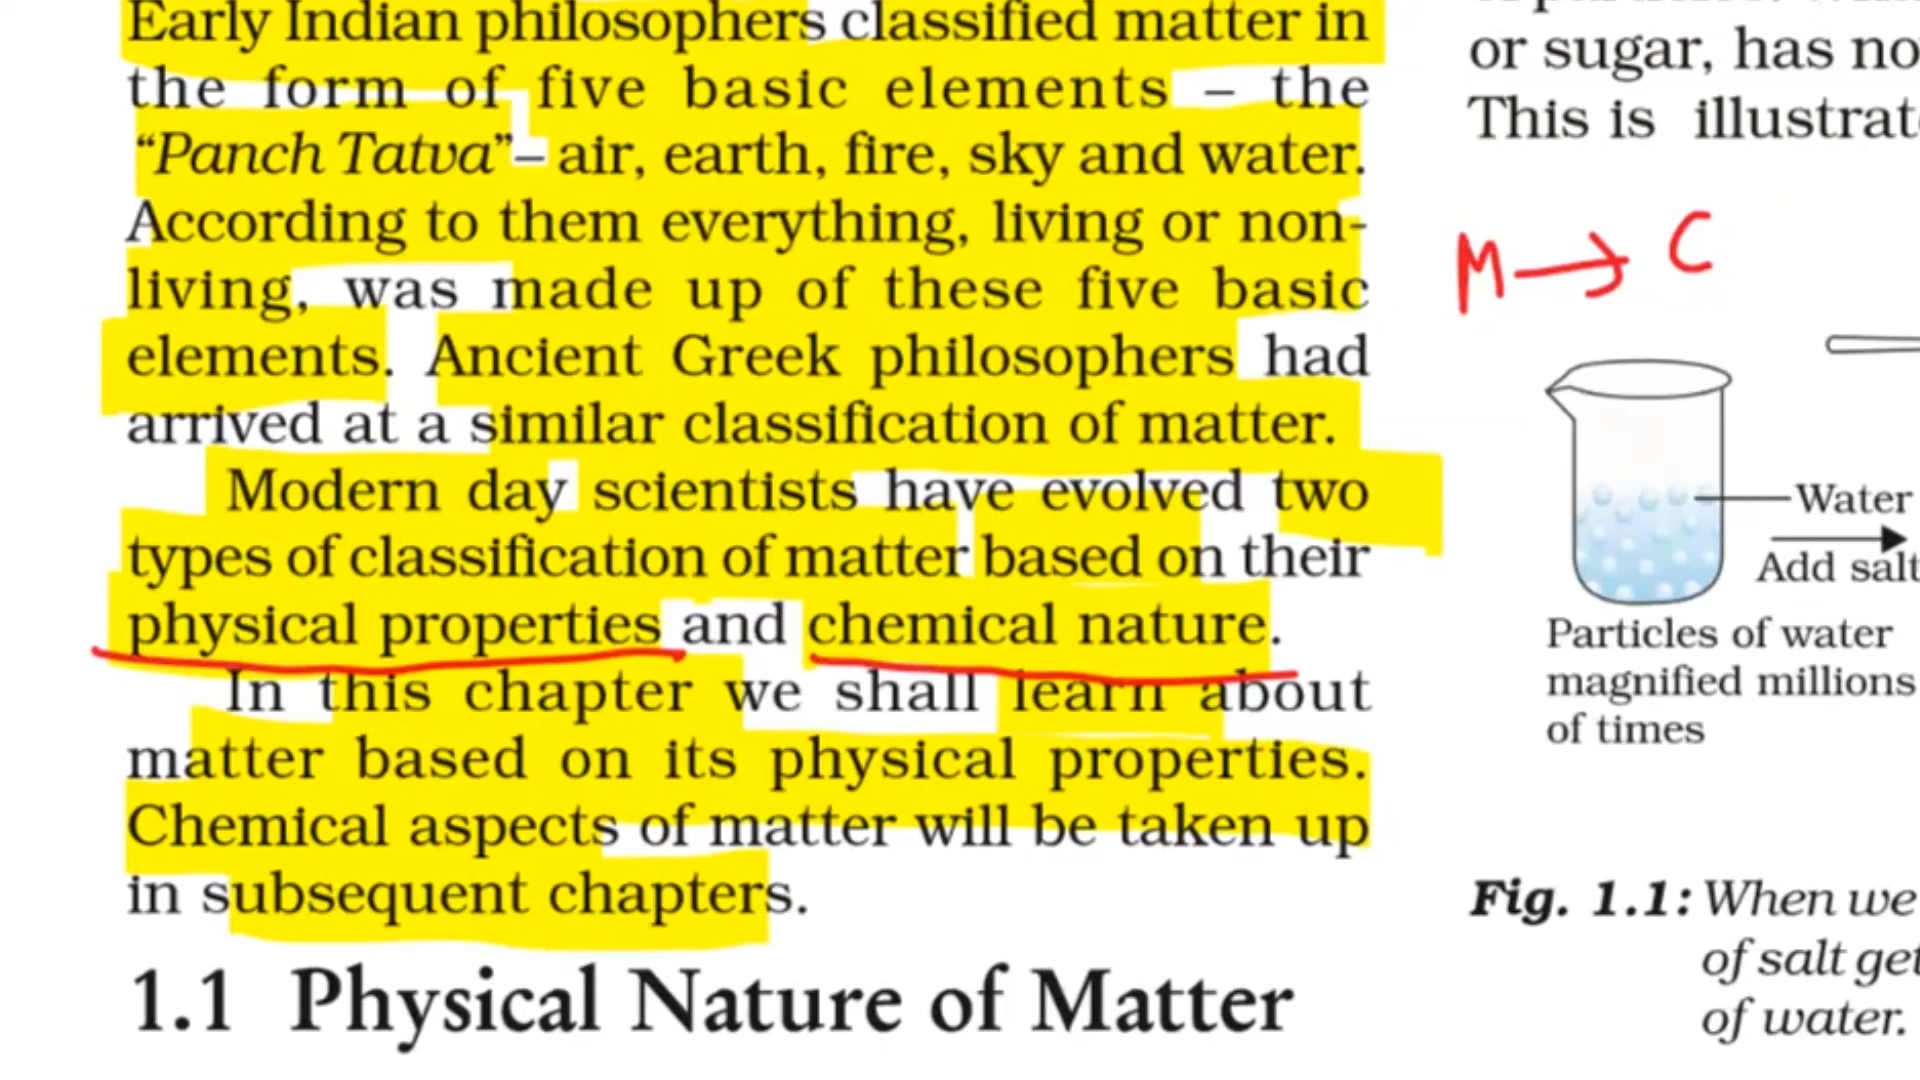 Early Indian philosophers classified matter in
the form of five basic elements – the
“Panch Tatva”– air, earth, fire, sky and water.
According to them everything, living or non-
living, was made up of these five basic
elements. Ancient Greek philosophers had
arrived at a similar classification of matter.
Modern day scientists have evolved two
types of classification of matter based on their
physical properties and chemical nature.
In this chapter we shall learn about
matter based on its physical properties.
Chemical aspects of matter will be taken up
in subsequent chapters.
1.1 Physical Nature of Matter
or sugar, has no
This is illustrat
M → C
Water
Add salt
Particles of water
magnified millions
of times
Fig. 1.1: When we
of salt get
of water.